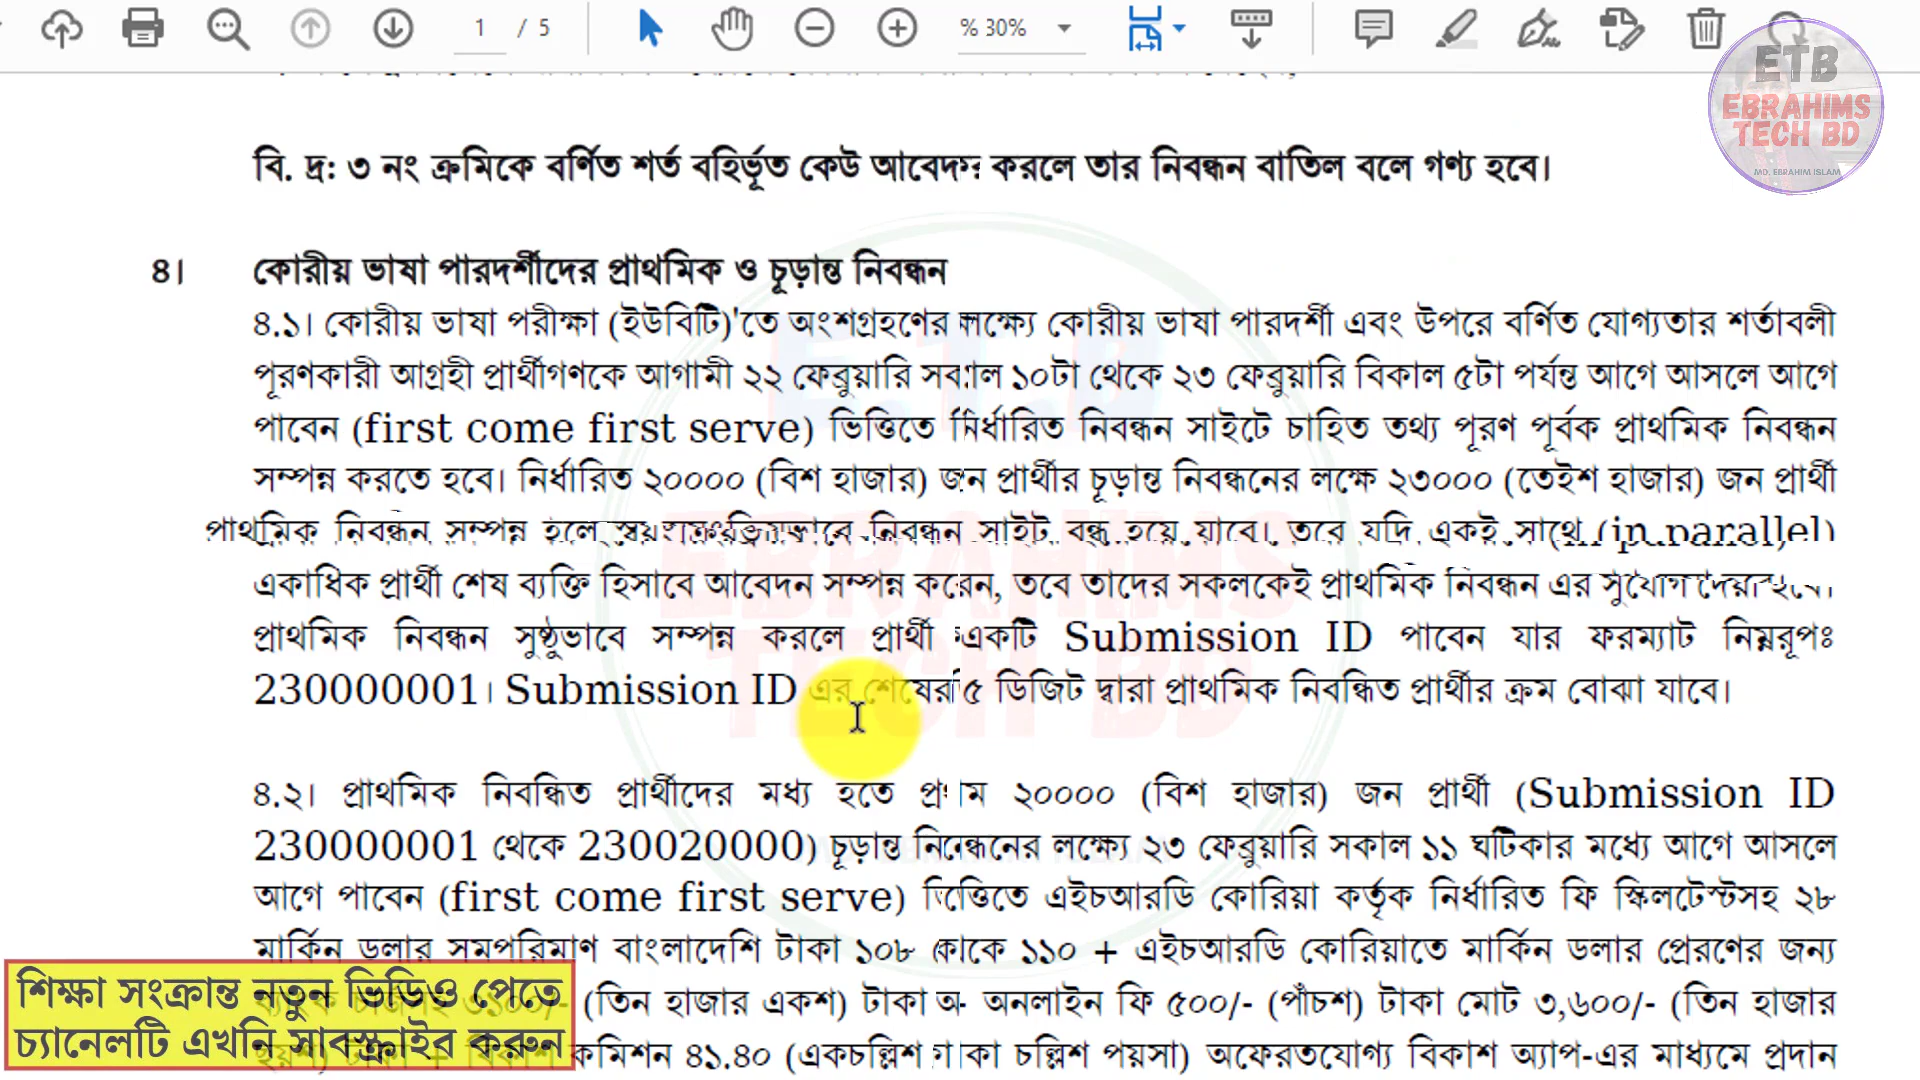 1 / 5
% 30%
ETB
EBRAHIMS
TECH BD
MD. EBRAHIM ISLAM
বি. দ্র: ৩ নং ক্রমিকে বর্ণিত শর্ত বহির্ভূত কেউ আবেদন করলে তার নিবন্ধন বাতিল বলে গণ্য হবে।
৪। কোরীয় ভাষা পারদর্শীদের প্রাথমিক ও চূড়ান্ত নিবন্ধন
৪.১। কোরীয় ভাষা পরীক্ষা (ইউবিটি)'তে অংশগ্রহণের লক্ষ্যে কোরীয় ভাষা পারদর্শী এবং উপরে বর্ণিত যোগ্যতার শর্তাবলী
পূরণকারী আগ্রহী প্রার্থীগণকে আগামী ২২ ফেব্রুয়ারি সকাল ১০টা থেকে ২৩ ফেব্রুয়ারি বিকাল ৫টা পর্যন্ত আগে আসলে আগে
পাবেন (first come first serve) ভিত্তিতে নির্ধারিত নিবন্ধন সাইটে চাহিত তথ্য পূরণ পূর্বক প্রাথমিক নিবন্ধন
সম্পন্ন করতে হবে। নির্ধারিত ২০০০০ (বিশ হাজার) জন প্রার্থীর চূড়ান্ত নিবন্ধনের লক্ষে ২৩০০০ (তেইশ হাজার) জন প্রার্থী
প্রাথমিক নিবন্ধন সম্পন্ন হলে স্বয়ংক্রিয়ভাবে নিবন্ধন সাইট বন্ধ হয়ে যাবে। তবে যদি একই সাথে (in parallel)
একাধিক প্রার্থী শেষ ব্যক্তি হিসাবে আবেদন সম্পন্ন করেন, তবে তাদের সকলকেই প্রাথমিক নিবন্ধন এর সুযোগ দেয়া হবে।
প্রাথমিক নিবন্ধন সুষ্ঠুভাবে সম্পন্ন করলে প্রার্থী একটি Submission ID পাবেন যার ফরম্যাট নিম্নরূপঃ
230000001। Submission ID এর শেষের ৫ ডিজিট দ্বারা প্রাথমিক নিবন্ধিত প্রার্থীর ক্রম বোঝা যাবে।
৪.২। প্রাথমিক নিবন্ধিত প্রার্থীদের মধ্য হতে প্রথম ২০০০০ (বিশ হাজার) জন প্রার্থী (Submission ID
230000001 থেকে 230020000) চূড়ান্ত নিবন্ধনের লক্ষ্যে ২৩ ফেব্রুয়ারি সকাল ১১ ঘটিকার মধ্যে আগে আসলে
আগে পাবেন (first come first serve) ভিত্তিতে এইচআরডি কোরিয়া কর্তৃক নির্ধারিত ফি স্কিলটেস্টসহ ২৮
মার্কিন ডলার সমপরিমাণ বাংলাদেশি টাকা ১০৮ থেকে ১১০ + এইচআরডি কোরিয়াতে মার্কিন ডলার প্রেরণের জন্য
(তিন হাজার একশ) টাকা + অনলাইন ফি ৫০০/- (পাঁচশ) টাকা মোট ৩,৬০০/- (তিন হাজার
কমিশন ৪১.৪০ (একচল্লিশ টাকা চল্লিশ পয়সা) অফেরতযোগ্য বিকাশ অ্যাপ-এর মাধ্যমে প্রদান
শিক্ষা সংক্রান্ত নতুন ভিডিও পেতে
চ্যানেলটি এখনি সাবস্ক্রাইব করুন
E.T.B
EBRAHIMS
TECH BD